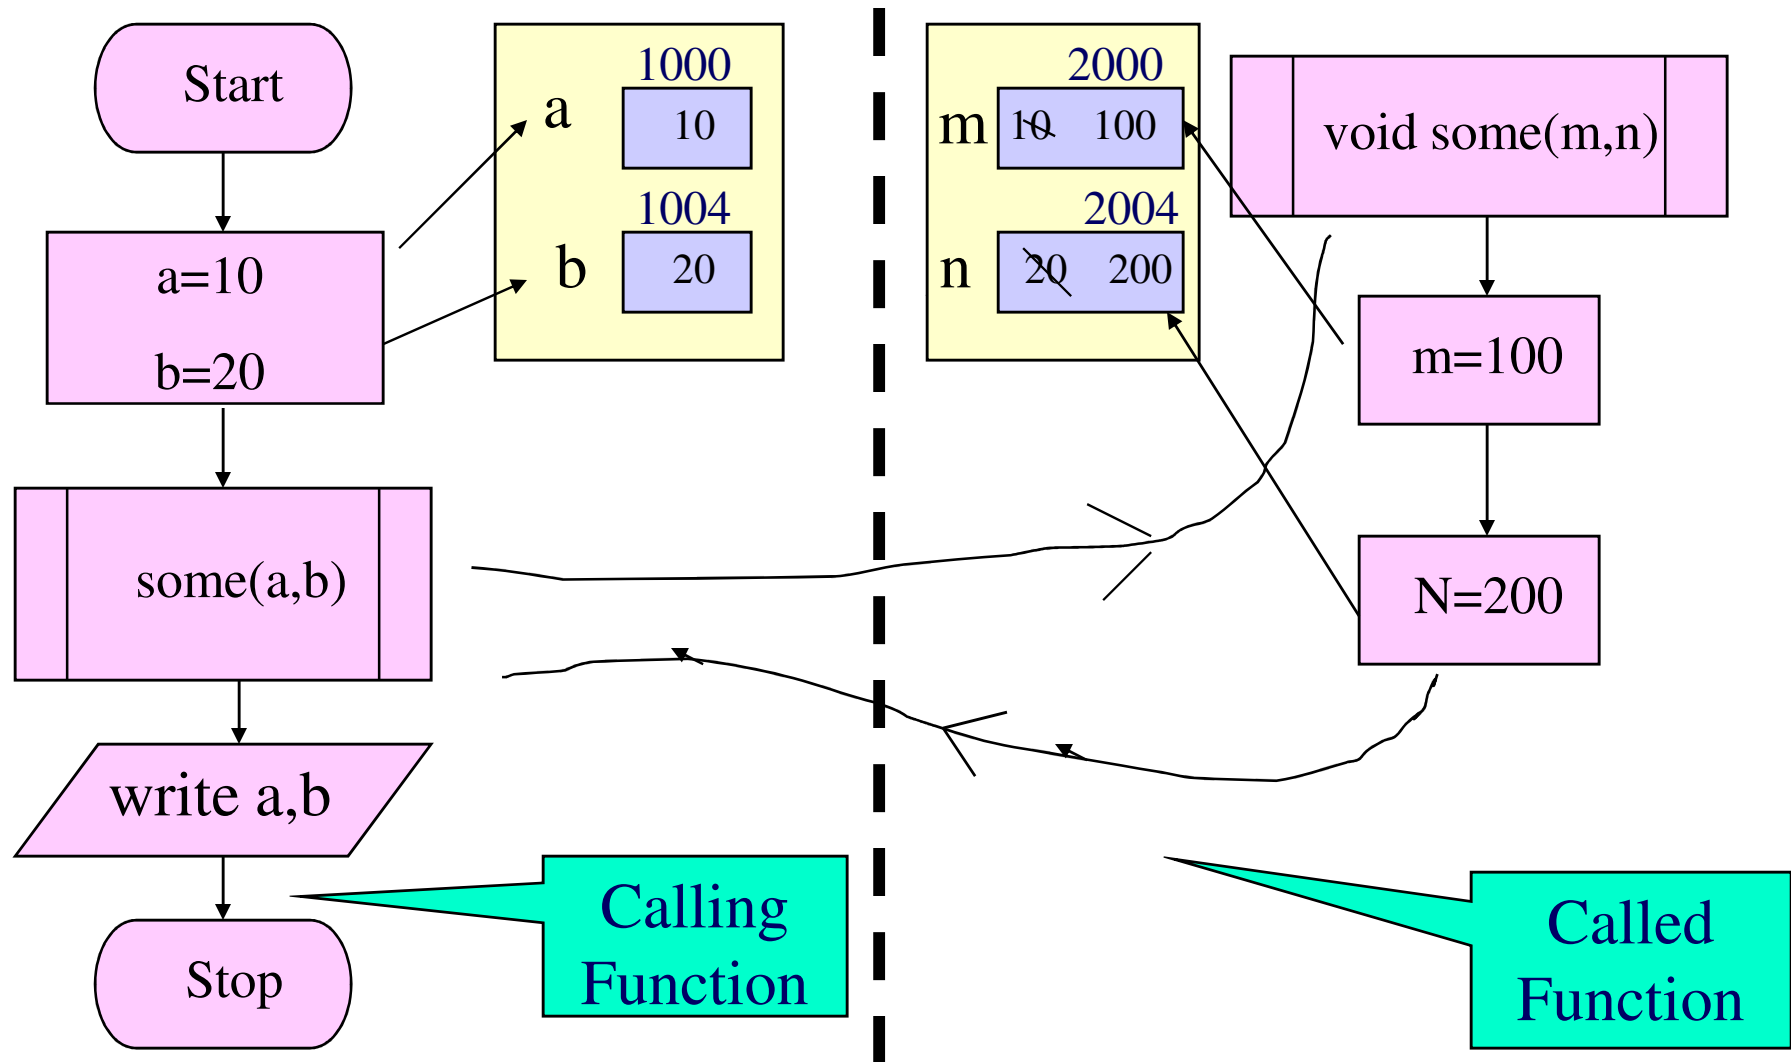 Start
a=10
b=20
some(a,b)
write a,b
Stop
1000
a
10
1004
b
20
Calling
Function
2000
m 10 100
2004
n 20 200
void some(m,n)
m=100
N=200
Called
Function